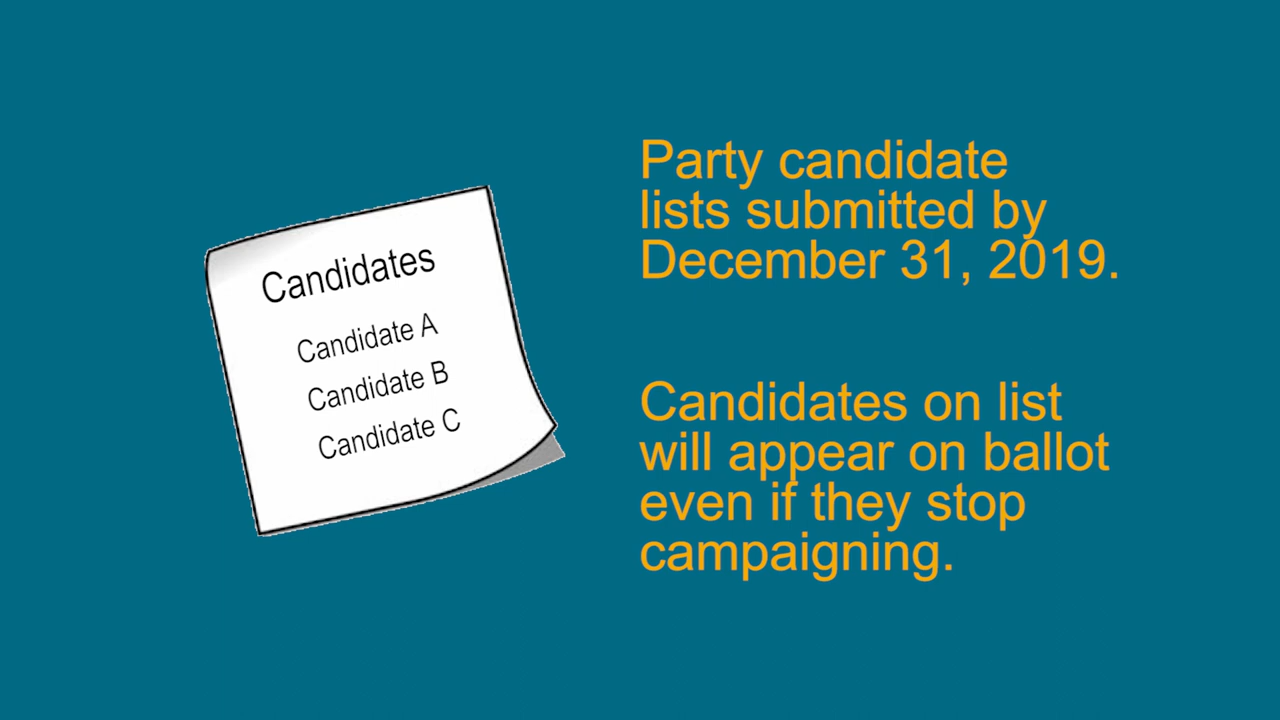 Candidates
Candidate A
Candidate B
Candidate C
Party candidate
lists submitted by
December 31, 2019.
Candidates on list
will appear on ballot
even if they stop
campaigning.